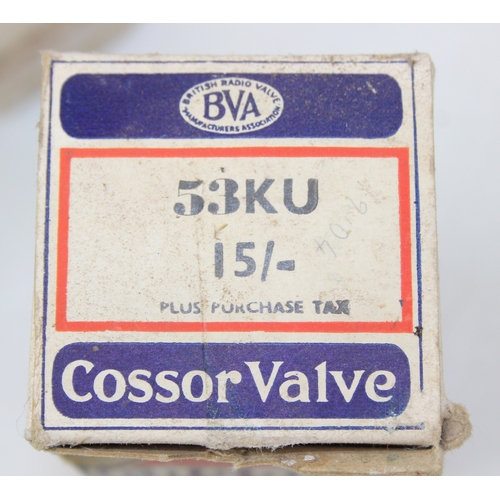 BRITISH RADIO VALVE
BVA
MANUFACTURERS ASSOCIATION
53KU
15/-
PLUS PURCHASE TAX
Cossor Valve